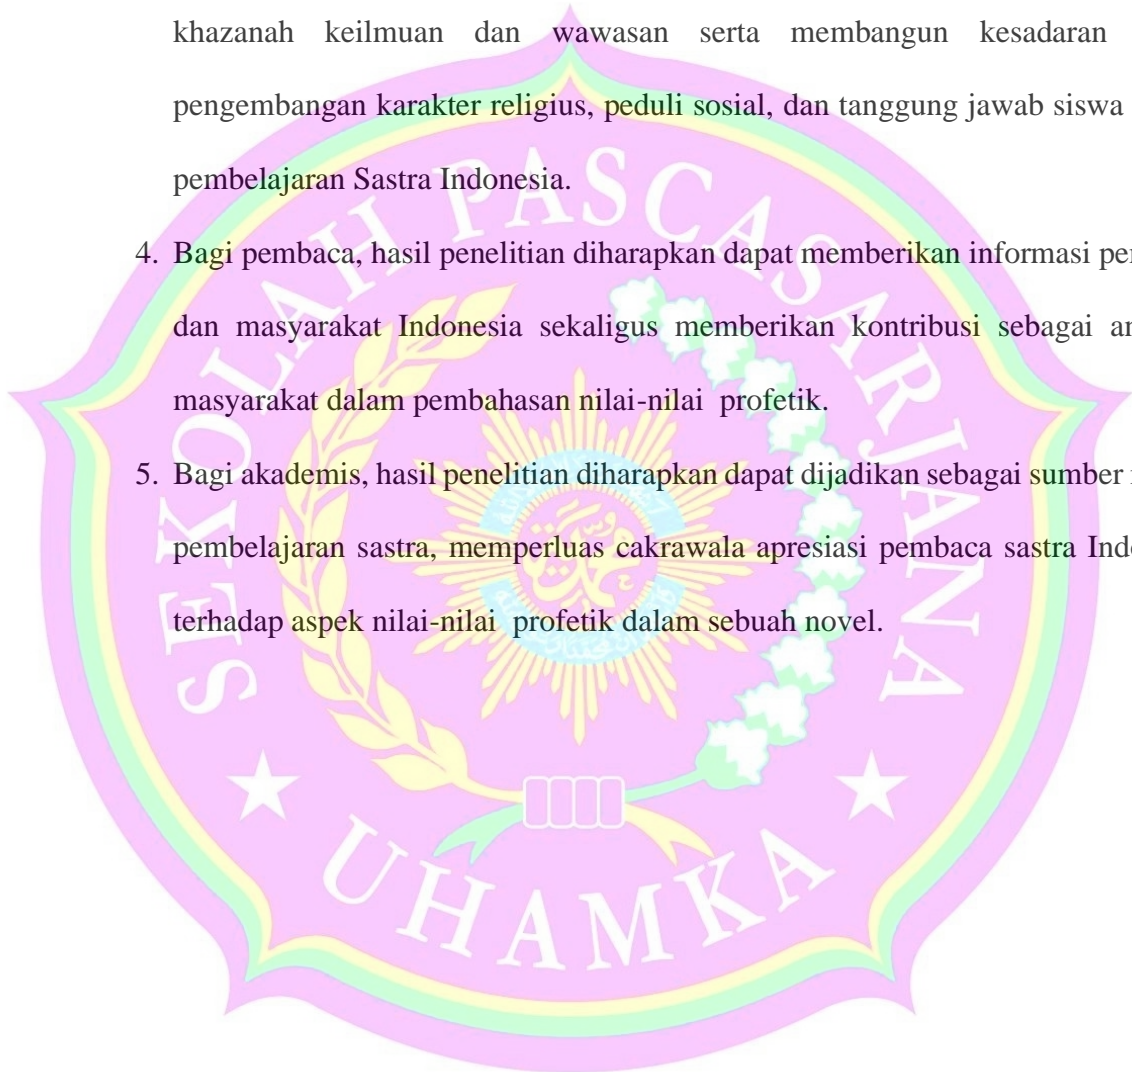 khazanah keilmuan dan wawasan serta membangun kesadaran
pengembangan karakter religius, peduli sosial, dan tanggung jawab siswa
pembelajaran Sastra Indonesia.
4. Bagi pembaca, hasil penelitian diharapkan dapat memberikan informasi
dan masyarakat Indonesia sekaligus memberikan kontribusi sebagai
masyarakat dalam pembahasan nilai-nilai profetik.
5. Bagi akademis, hasil penelitian diharapkan dapat dijadikan sebagai sumber
pembelajaran sastra, memperluas cakrawala apresiasi pembaca sastra
terhadap aspek nilai-nilai profetik dalam sebuah novel.
SEKOLAH PASCASARJANA
UHAMKA
محمد